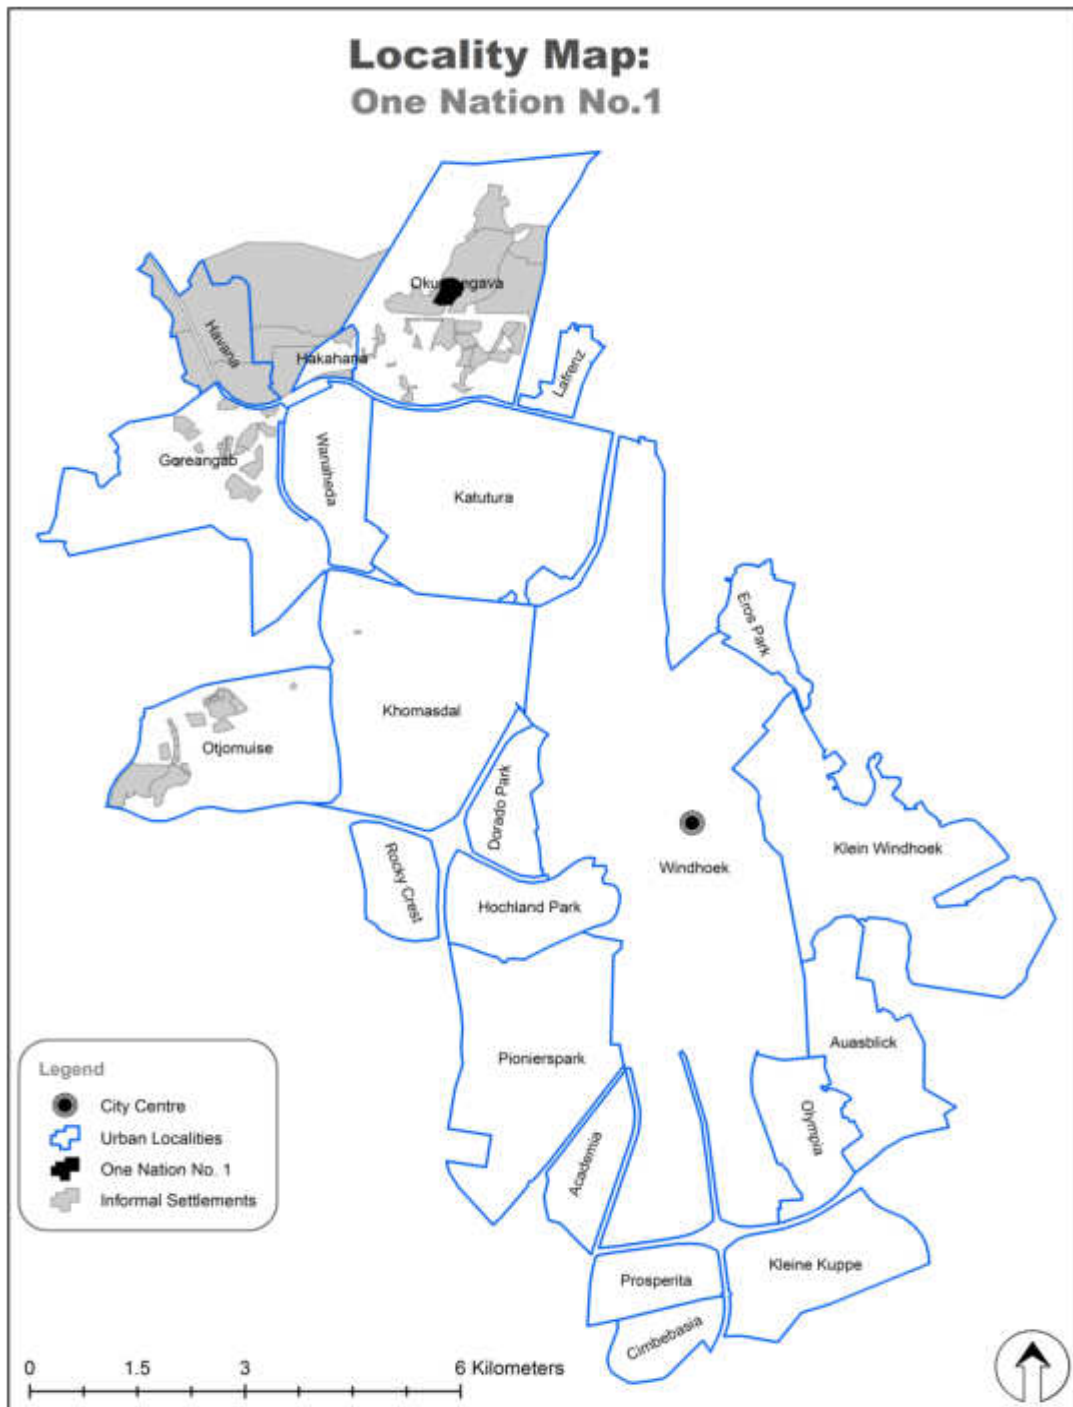 Locality Map:
One Nation No.1
Havana
Hakahana
Lafrenz
Goreangab
Wanaheda
Katutura
Eros Park
Khomasdal
Otjomuise
Dorado Park
Rocky Crest
Windhoek
Klein Windhoek
Hochland Park
Pionierspark
Auasblick
Olympia
Academia
Kleine Kuppe
Prosperita
Cimbebasia
Legend
City Centre
Urban Localities
One Nation No. 1
Informal Settlements
0 1.5 3 6 Kilometers